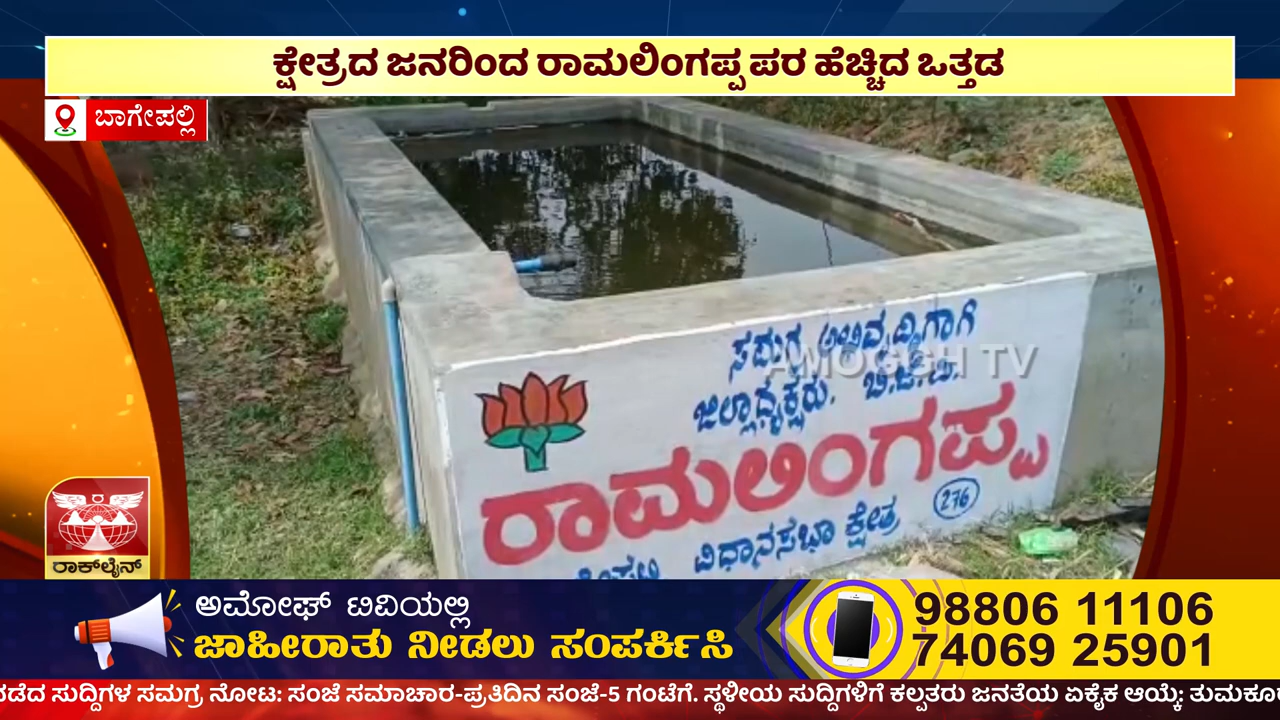 ಕ್ಷೇತ್ರದ ಜನರಿಂದ ರಾಮಲಿಂಗಪ್ಪ ಪರ ಹೆಚ್ಚಿದ ಒತ್ತಡ
ಬಾಗೇಪಲ್ಲಿ
ಸಮಗ್ರ ಅಭಿವೃದ್ಧಿಗಾಗಿ
AMOGGH TV
ಜಿಲ್ಲಾಧ್ಯಕ್ಷರು. ಬಿ.ಜೆ.ಪಿ.
ರಾಮಲಿಂಗಪ್ಪ
ವಿಧಾನಸಭಾ ಕ್ಷೇತ್ರ 276
ರಾಕ್‌ಲೈನ್
ಅಮೋಘ್ ಟಿವಿಯಲ್ಲಿ
ಜಾಹೀರಾತು ನೀಡಲು ಸಂಪರ್ಕಿಸಿ
98806 11106
74069 25901
ನಡೆದ ಸುದ್ದಿಗಳ ಸಮಗ್ರ ನೋಟ: ಸಂಜೆ ಸಮಾಚಾರ-ಪ್ರತಿದಿನ ಸಂಜೆ-5 ಗಂಟೆಗೆ. ಸ್ಥಳೀಯ ಸುದ್ದಿಗಳಿಗೆ ಕಲ್ಪತರು ಜನತೆಯ ಏಕೈಕ ಆಯ್ಕೆ: ತುಮಕೂರ